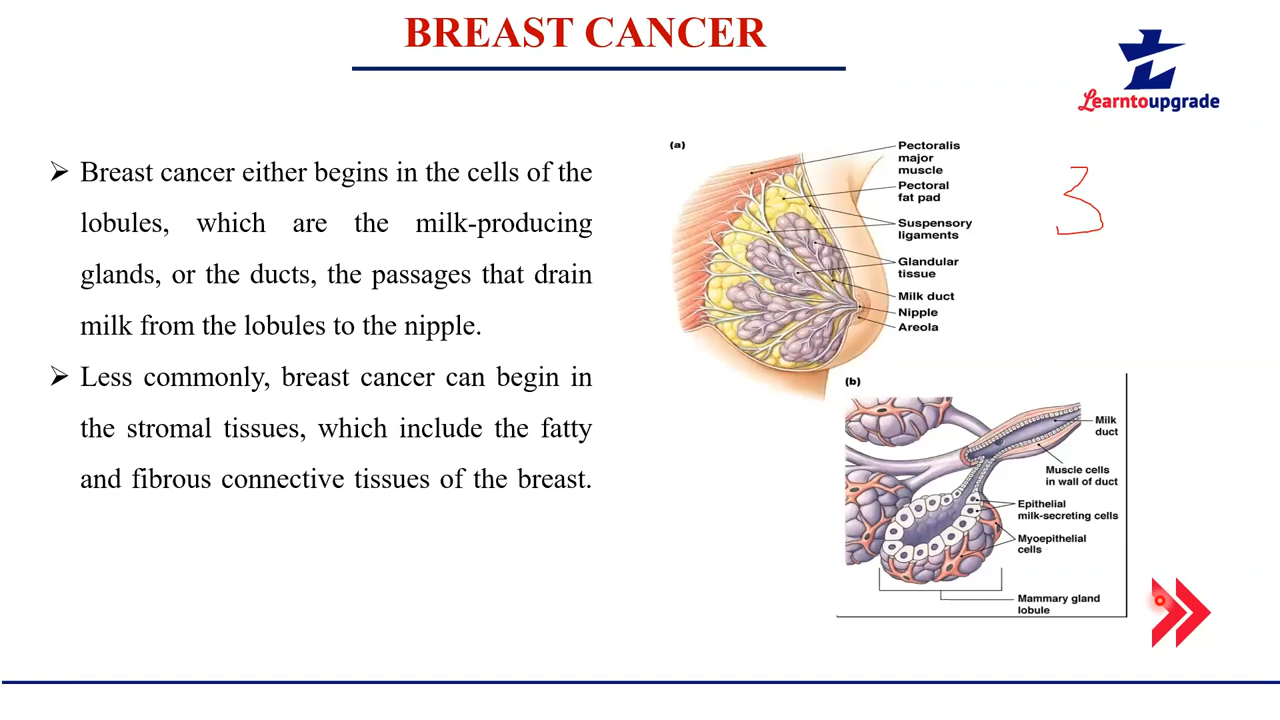 BREAST CANCER
Learntoupgrade
➢ Breast cancer either begins in the cells of the
lobules, which are the milk-producing
glands, or the ducts, the passages that drain
milk from the lobules to the nipple.
➢ Less commonly, breast cancer can begin in
the stromal tissues, which include the fatty
and fibrous connective tissues of the breast.
(a)
Pectoralis
major
muscle
Pectoral
fat pad
Suspensory
ligaments
Glandular
tissue
Milk duct
Nipple
Areola
3
(b)
Milk
duct
Muscle cells
in wall of duct
Epithelial
milk-secreting cells
Myoepithelial
cells
Mammary gland
lobule